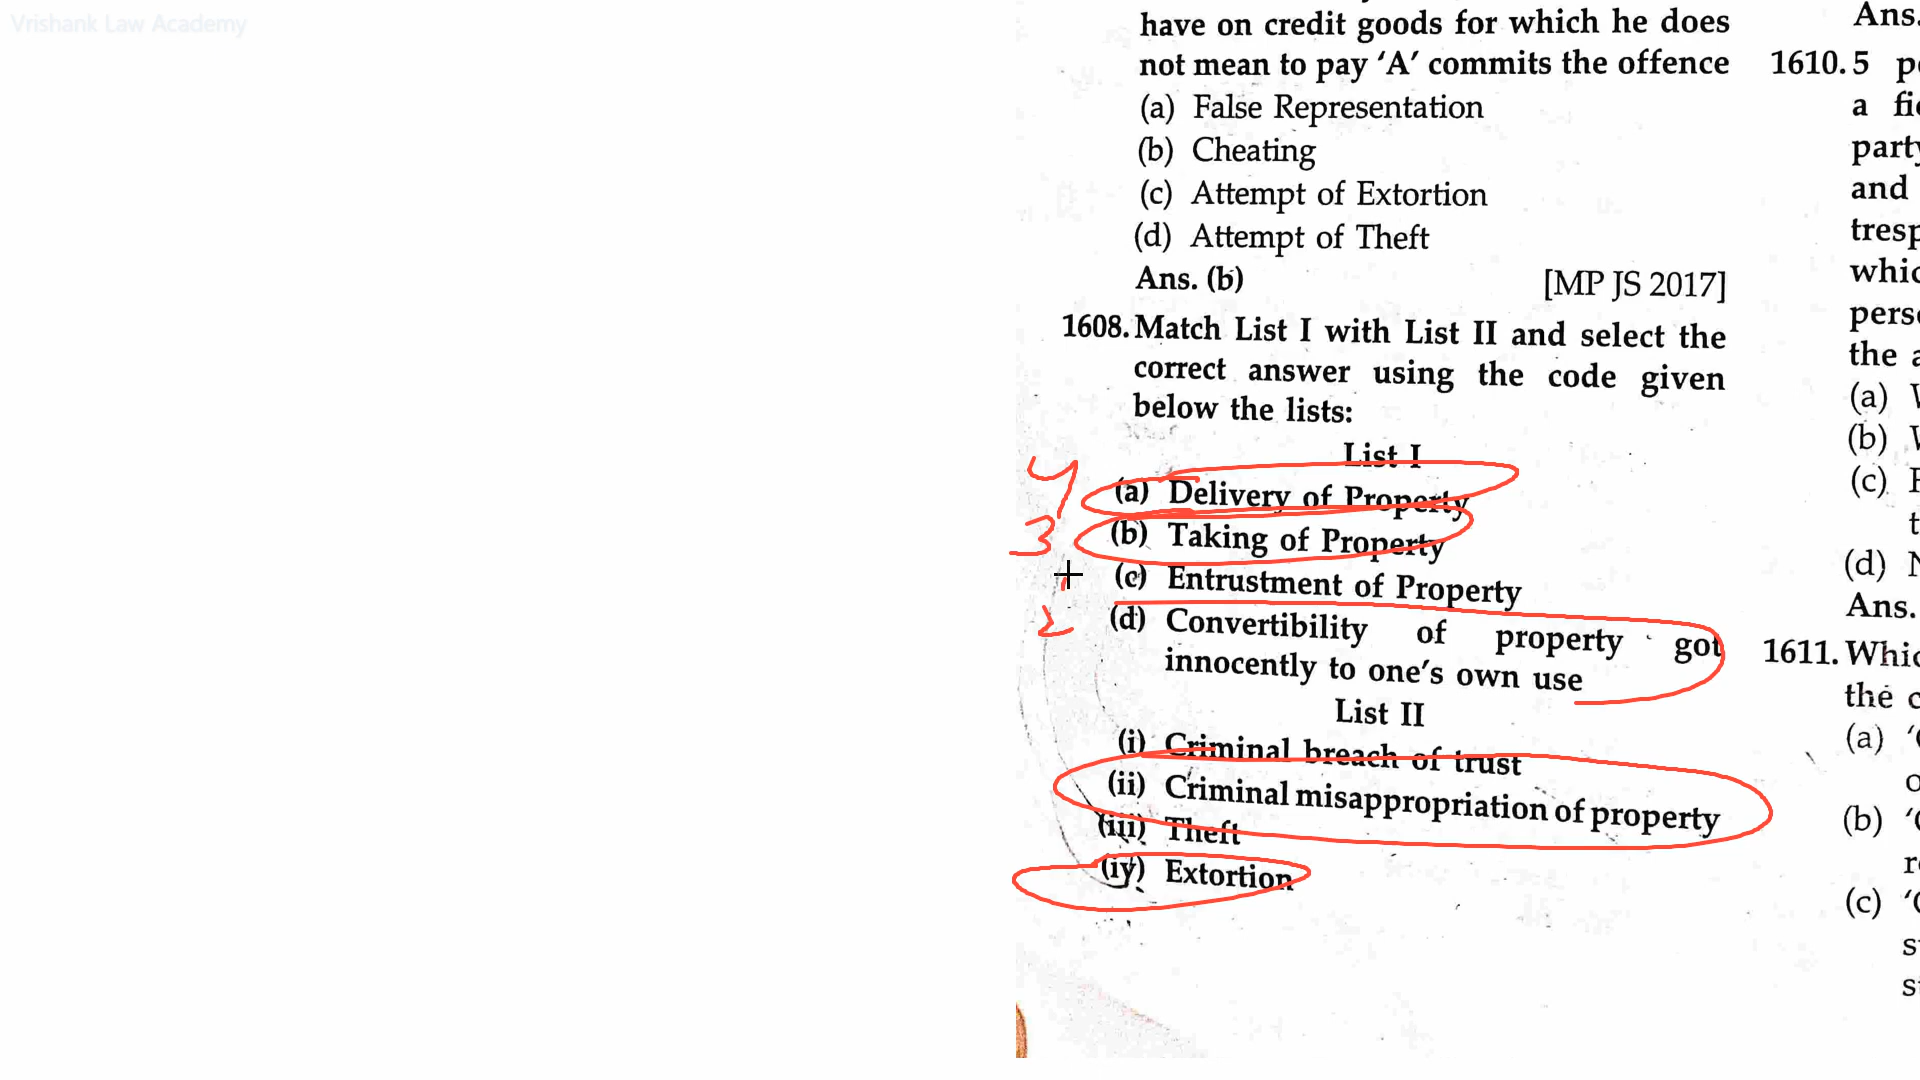 Vrishank Law Academy
have on credit goods for which he does
not mean to pay ‘A’ commits the offence
(a) False Representation
(b) Cheating
(c) Attempt of Extortion
(d) Attempt of Theft
Ans. (b) [MP JS 2017]
1608. Match List I with List II and select the
correct answer using the code given
below the lists:
List I
4 (a) Delivery of Property
3 (b) Taking of Property
(c) Entrustment of Property
2 (d) Convertibility of property got
innocently to one’s own use
List II
(i) Criminal breach of trust
(ii) Criminal misappropriation of property
(iii) Theft
(iv) Extortion
Ans.
1610. 5
a
party
and
which
the
(a)
(b)
(c)
(d)
Ans.
1611.
the
(a)
(b)
(c)